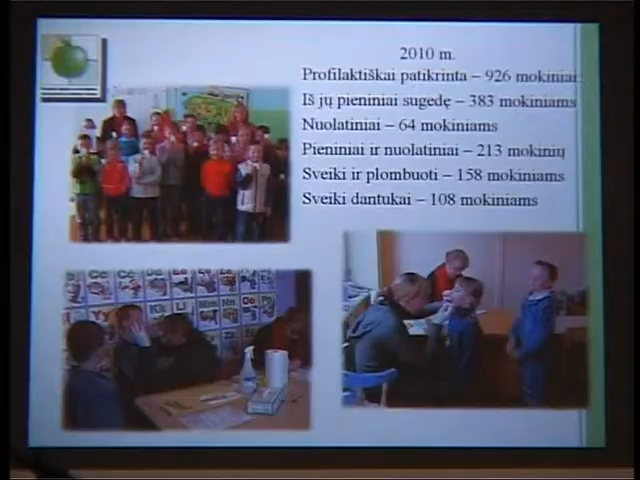 2010 m.
Profilaktiškai patikrinta – 926 mokiniai
Iš jų pieniniai sugedę – 383 mokiniams
Nuolatiniai – 64 mokiniams
Pieniniai ir nuolatiniai – 213 mokinių
Sveiki ir plombuoti – 158 mokiniams
Sveiki dantukai – 108 mokiniams